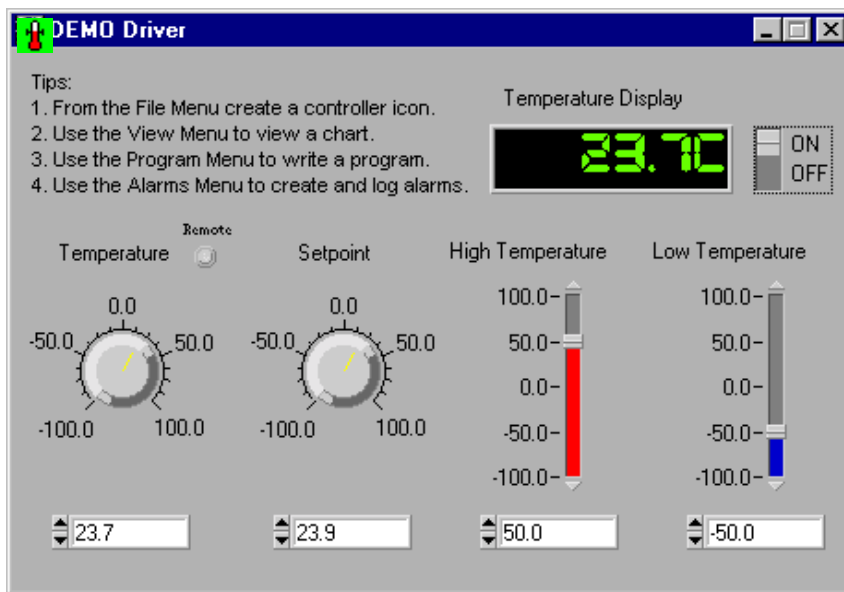 DEMO Driver
Tips:
1. From the File Menu create a controller icon.
2. Use the View Menu to view a chart.
3. Use the Program Menu to write a program.
4. Use the Alarms Menu to create and log alarms.
Temperature Display
23.7C
ON
OFF
Remote
Temperature
Setpoint
High Temperature
Low Temperature
0.0
-50.0
50.0
-100.0
100.0
0.0
-50.0
50.0
-100.0
100.0
100.0
50.0
0.0
-50.0
-100.0
100.0
50.0
0.0
-50.0
-100.0
23.7
23.9
50.0
-50.0